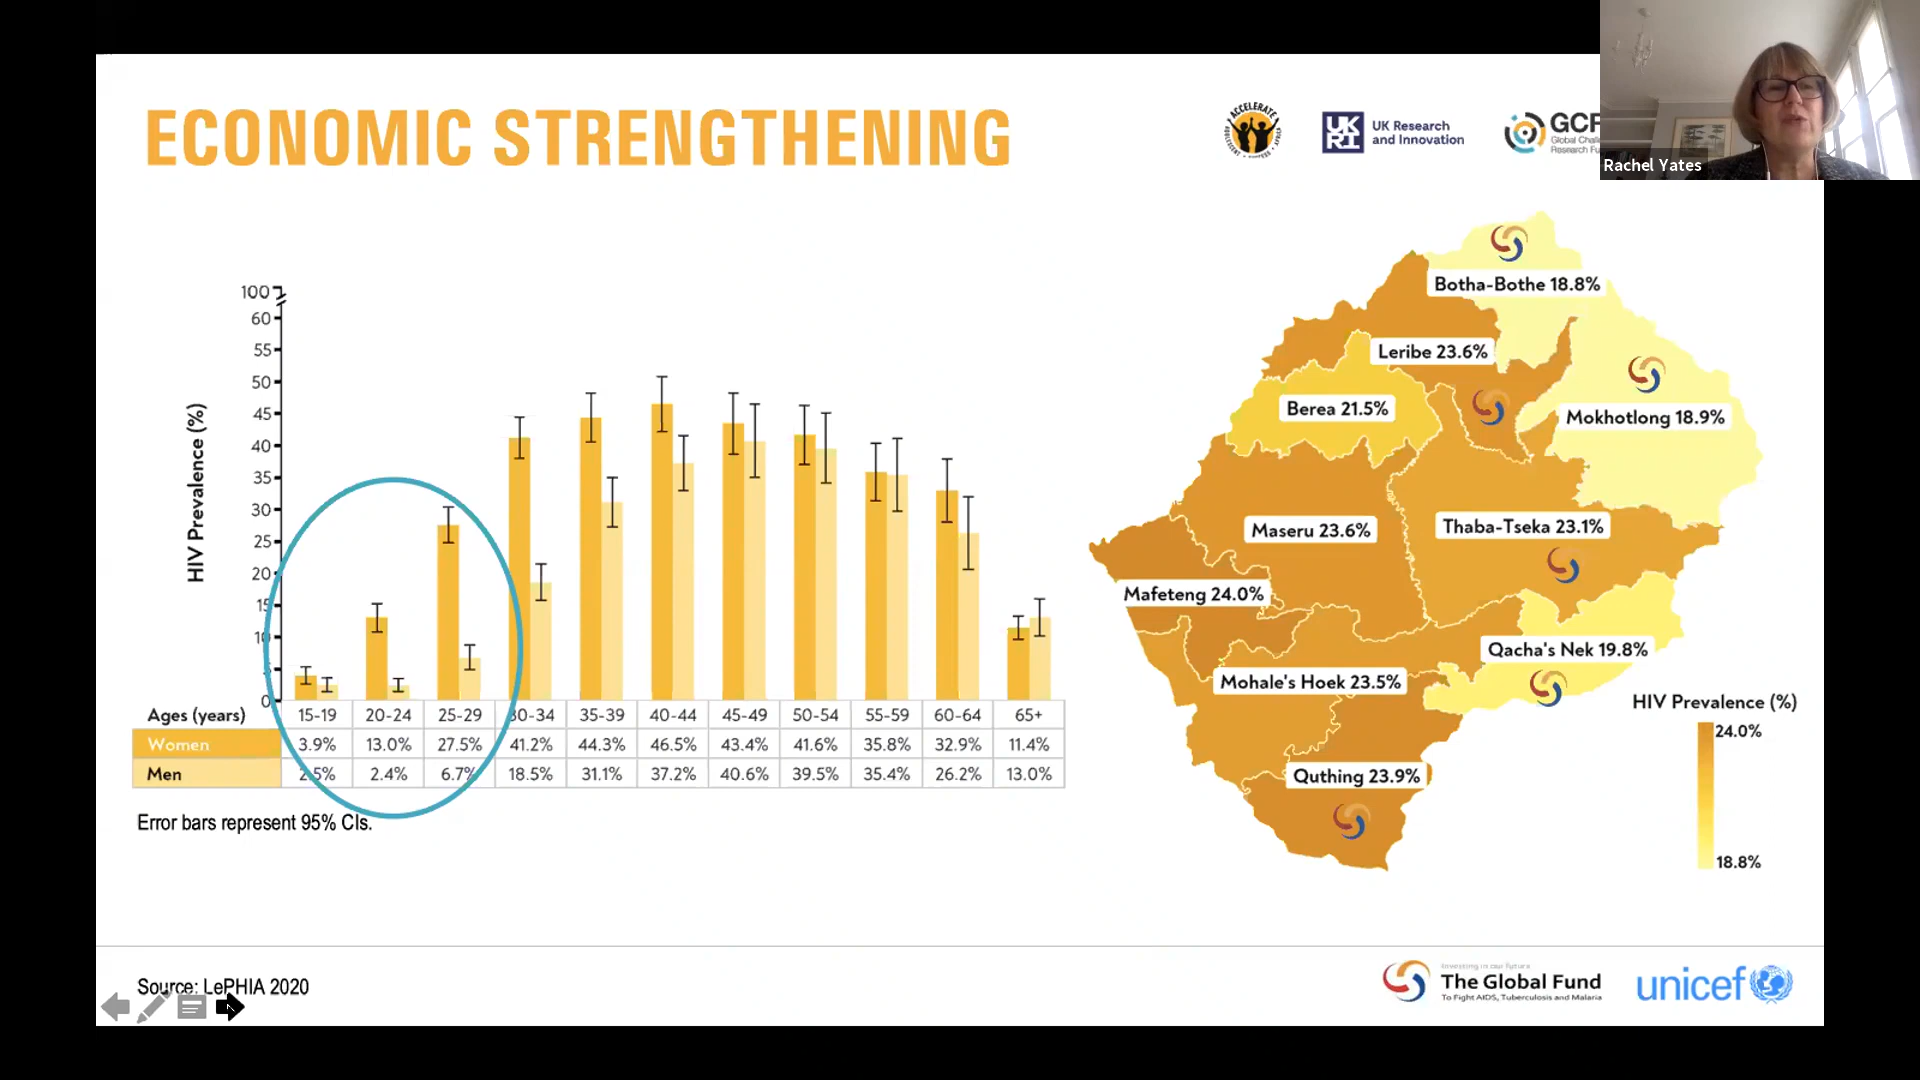 ECONOMIC STRENGTHENING
ACCELERATE
UK
RI
UK Research
and Innovation
GCR
Global Challe
Research Fu
Rachel Yates
HIV Prevalence (%)
100
60
55
50
45
40
35
30
25
20
15
10
5
0
Ages (years) 15-19 20-24 25-29 30-34 35-39 40-44 45-49 50-54 55-59 60-64 65+
Women 3.9% 13.0% 27.5% 41.2% 44.3% 46.5% 43.4% 41.6% 35.8% 32.9% 11.4%
Men 2.5% 2.4% 6.7% 18.5% 31.1% 37.2% 40.6% 39.5% 35.4% 26.2% 13.0%
Error bars represent 95% CIs.
Botha-Bothe 18.8%
Leribe 23.6%
Berea 21.5%
Mokhotlong 18.9%
Maseru 23.6%
Thaba-Tseka 23.1%
Mafeteng 24.0%
Qacha's Nek 19.8%
Mohale's Hoek 23.5%
Quthing 23.9%
HIV Prevalence (%)
24.0%
18.8%
Source: LePHIA 2020
Investing in our future
The Global Fund
To Fight AIDS, Tuberculosis and Malaria
unicef